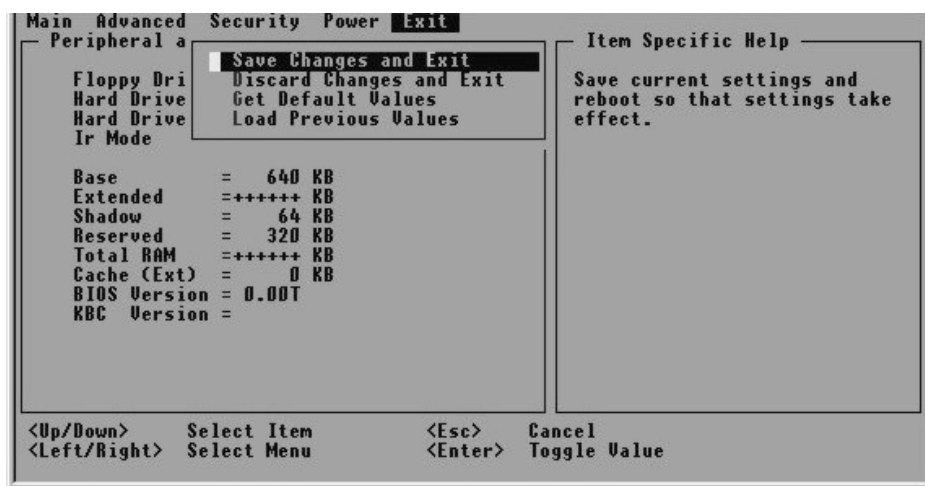 Main Advanced Security Power Exit
Peripheral a
Save Changes and Exit
Discard Changes and Exit
Get Default Values
Load Previous Values
Floppy Dri
Hard Drive
Hard Drive
Ir Mode
Base = 640 KB
Extended =++++++ KB
Shadow = 64 KB
Reserved = 320 KB
Total RAM =++++++ KB
Cache (Ext) = 0 KB
BIOS Version = 0.00T
KBC Version =
Item Specific Help
Save current settings and
reboot so that settings take
effect.
<Up/Down> Select Item <Esc> Cancel
<Left/Right> Select Menu <Enter> Toggle Value